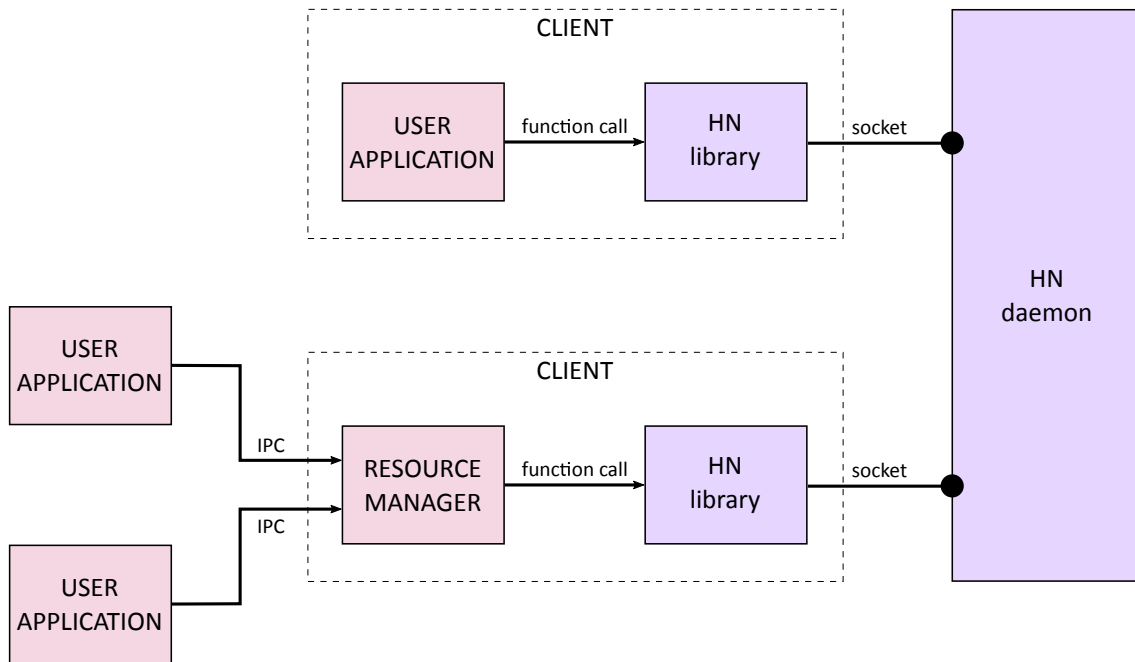 CLIENT
USER
APPLICATION
function call
HN
library
socket
HN
daemon
USER
APPLICATION
IPC
CLIENT
RESOURCE
MANAGER
function call
HN
library
socket
IPC
USER
APPLICATION